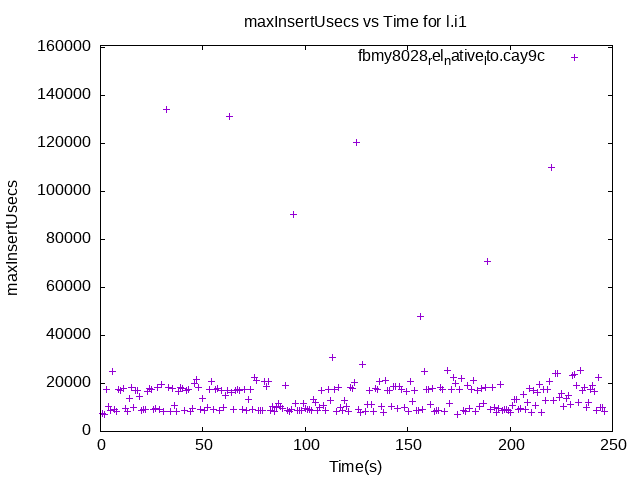 maxInsertUsecs vs Time for l.i1
fbmy8028relnativelto.cay9c
maxInsertUsecs
160000
140000
120000
100000
80000
60000
40000
20000
0
0 50 100 150 200 250
Time(s)